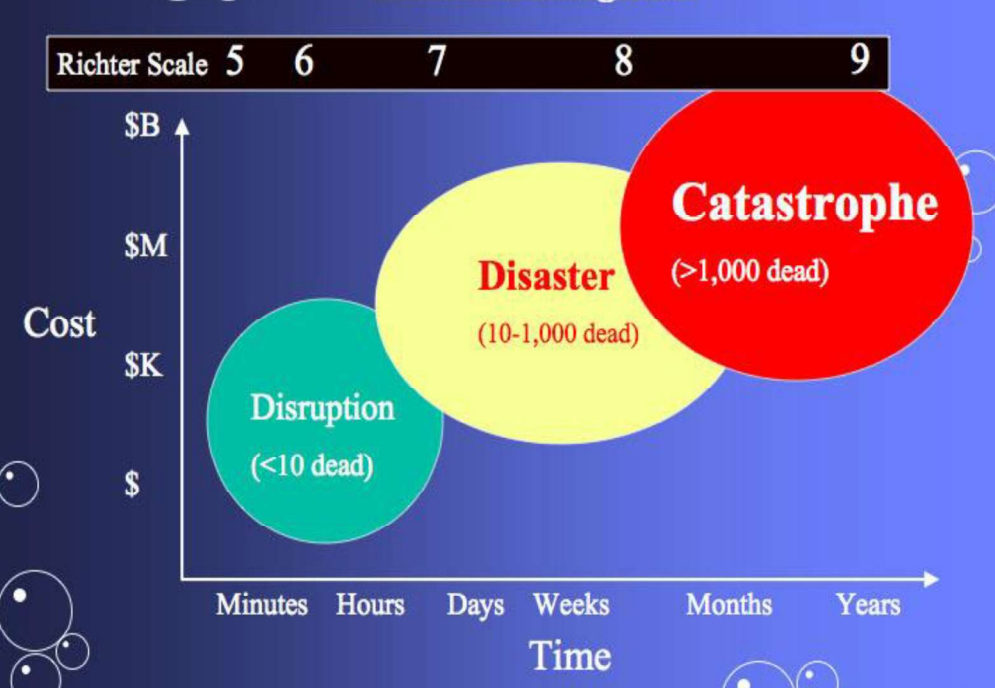 Richter Scale 5 6 7 8 9
$B
$M
$K
$
Cost
Catastrophe
(>1,000 dead)
Disaster
(10-1,000 dead)
Disruption
(<10 dead)
Minutes Hours Days Weeks Months Years
Time